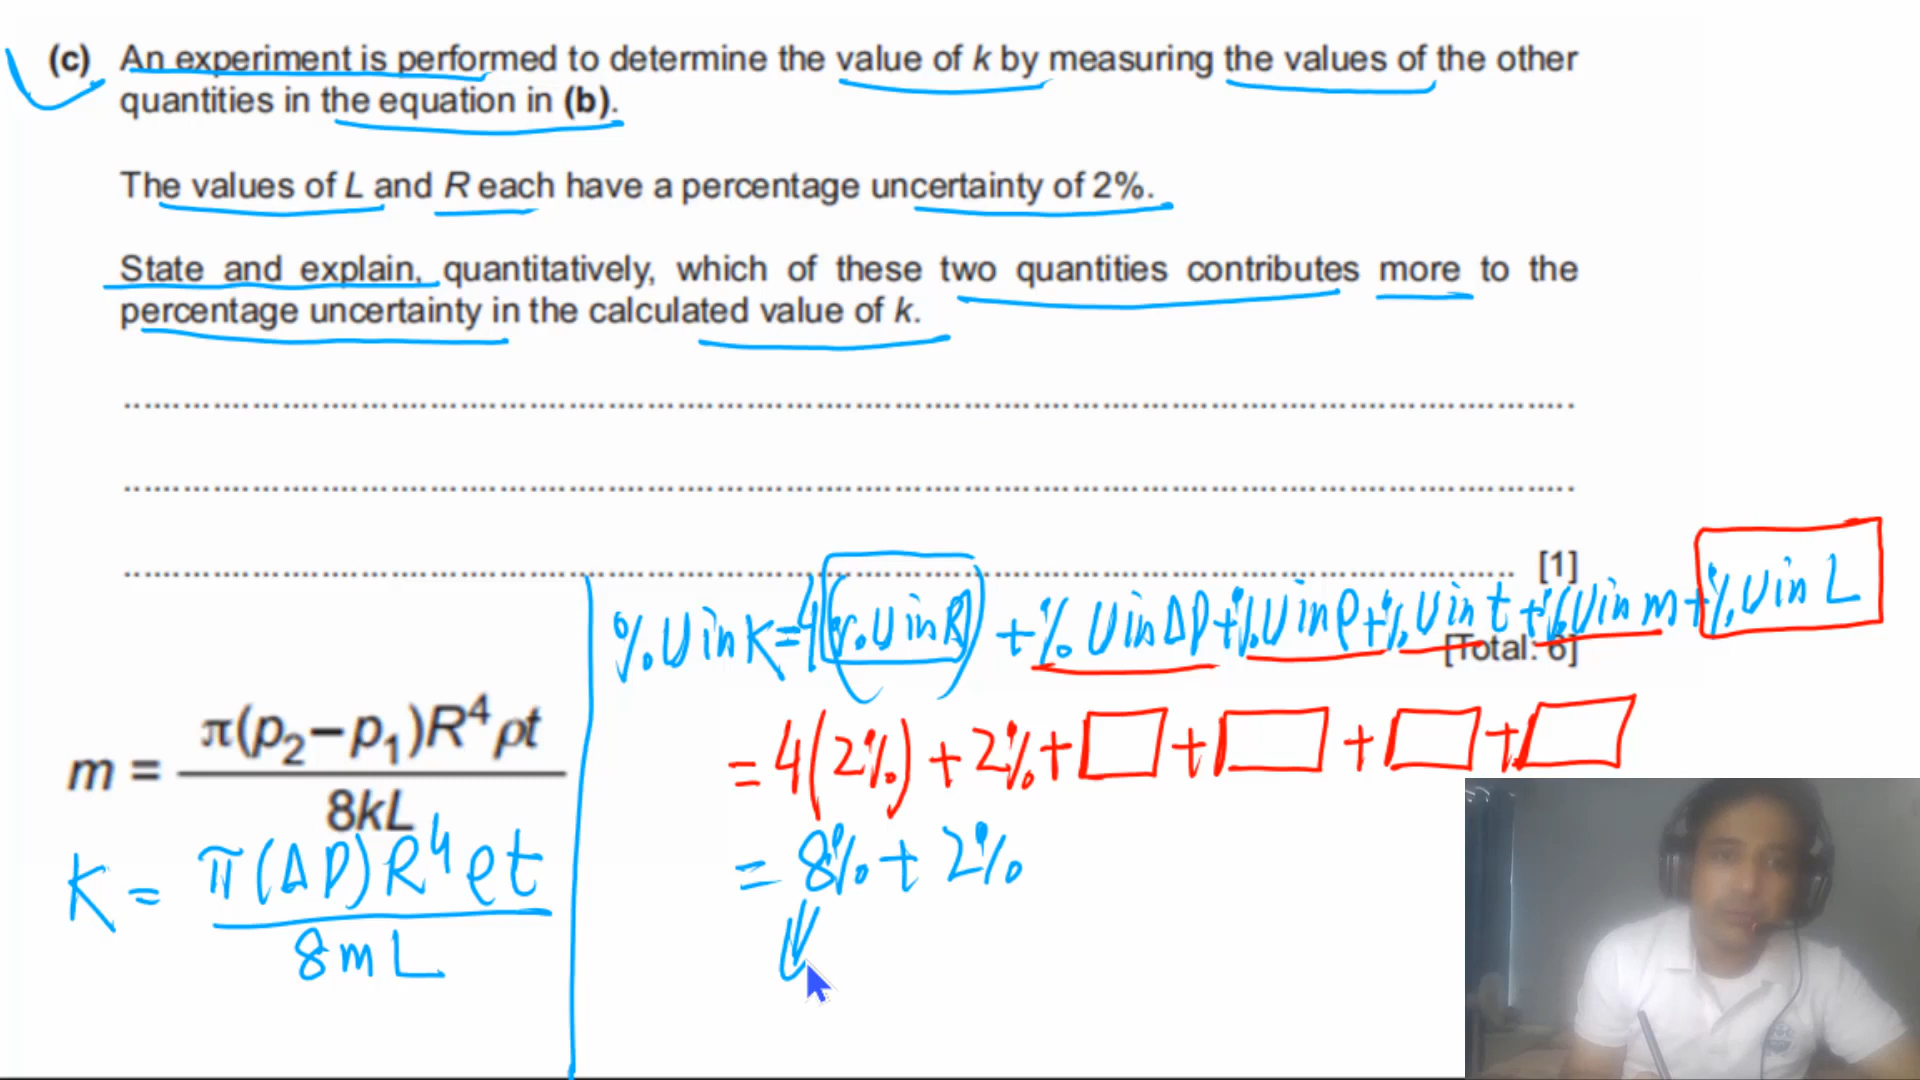 (c) An experiment is performed to determine the value of k by measuring the values of the other
quantities in the equation in (b).
The values of L and R each have a percentage uncertainty of 2%.
State and explain, quantitatively, which of these two quantities contributes more to the
percentage uncertainty in the calculated value of k.
[1]
%U in K = 4(%U in R) + %U in ΔP + %U in ρ + %U in t + %U in m + %U in L
[Total: 6]
= 4(2%) + 2% + □ + □ + □ + □
= 8% + 2%
m = π(p₂ – p₁)R⁴ρt / 8kL
K = π(ΔP)R⁴ρt / 8mL